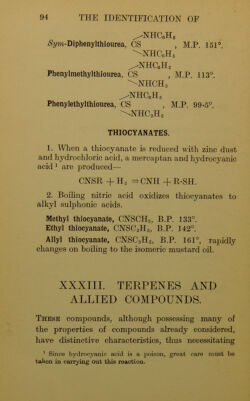 94 THE IDENTIFICATION OF
NHC₆H₅
Sym-Diphenylthiourea, CS , M.P. 151°.
NHC₆H₅
NHC₆H₅
Phenylmethylthiourea, CS , M.P. 113°.
NHCH₃
NHC₆H₅
Phenylethylthiourea, CS , M.P. 99·5°.
NHC₂H₅
THIOCYANATES.
1. When a thiocyanate is reduced with zinc dust
and hydrochloric acid, a mercaptan and hydrocyanic
acid ¹ are produced—
CNSR + H₂ = CNH + R·SH.
2. Boiling nitric acid oxidizes thiocyanates to
alkyl sulphonic acids.
Methyl thiocyanate, CNSCH₃, B.P. 133°.
Ethyl thiocyanate, CNSC₂H₅, B.P. 142°.
Allyl thiocyanate, CNSC₃H₅, B.P. 161°, rapidly
changes on boiling to the isomeric mustard oil.
XXXIII. TERPENES AND
ALLIED COMPOUNDS.
THESE compounds, although possessing many of
the properties of compounds already considered,
have distinctive characteristics, thus necessitating
¹ Since hydrocyanic acid is a poison, great care must be
taken in carrying out this reaction.